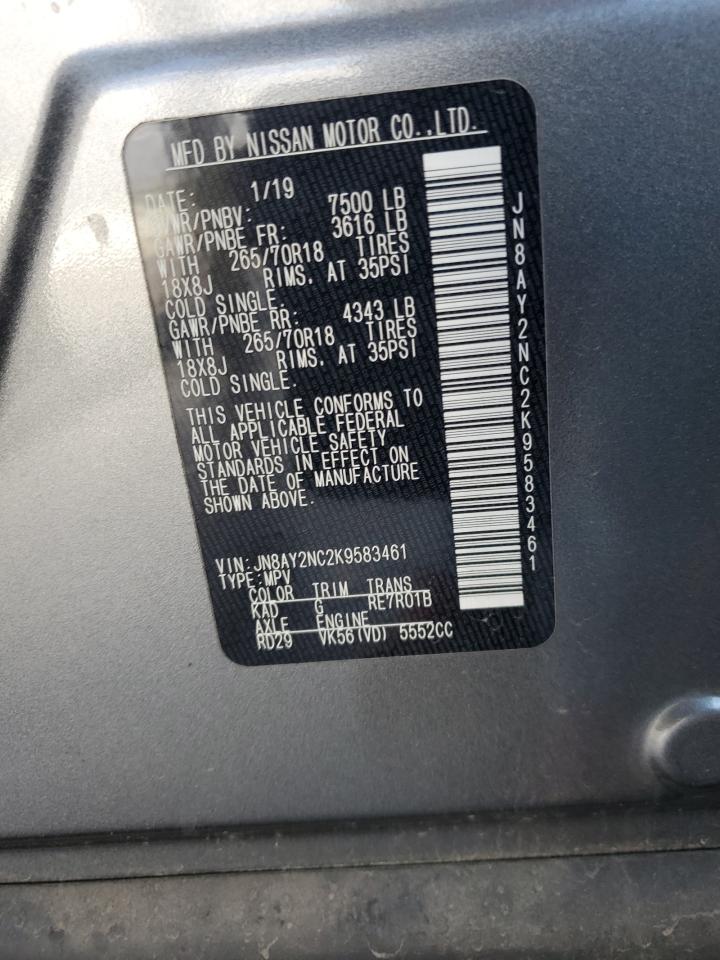 MFD BY NISSAN MOTOR CO.,LTD.
DATE: 1/19
GVWR/PNBV: 7500 LB
GAWR/PNBE FR: 3616 LB
WITH 265/70R18 TIRES
18X8J RIMS, AT 35PSI
COLD SINGLE.
GAWR/PNBE RR: 4343 LB
WITH 265/70R18 TIRES
18X8J RIMS, AT 35PSI
COLD SINGLE.
THIS VEHICLE CONFORMS TO
ALL APPLICABLE FEDERAL
MOTOR VEHICLE SAFETY
STANDARDS IN EFFECT ON
THE DATE OF MANUFACTURE
SHOWN ABOVE.
VIN:JN8AY2NC2K9583461
TYPE:MPV
COLOR TRIM TRANS
KAD G RE7R01B
AXLE ENGINE
RD29 VK56(VD) 5552CC
JN8AY2NC2K9583461